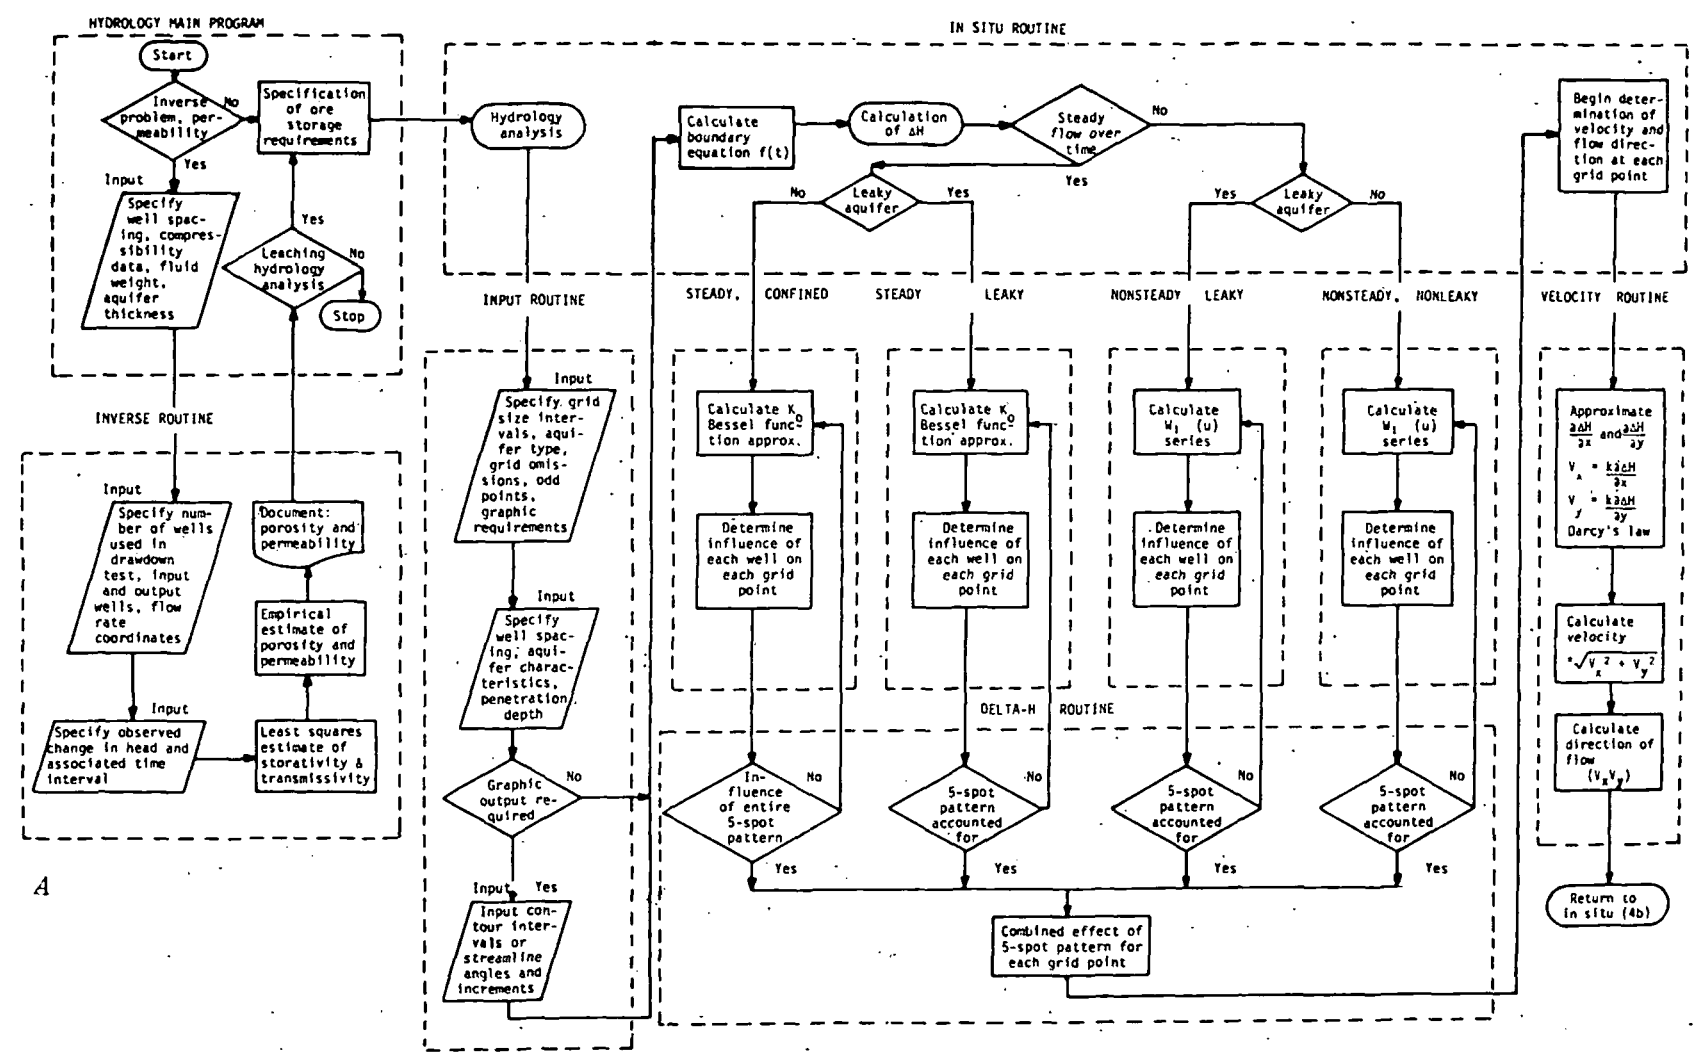 HYDROLOGY MAIN PROGRAM
Start
Inverse
problem, per-
meability
No
Yes
Specification
of ore
storage
requirements
Input
Specify
well spac-
ing, compres-
sibility
data, fluid
weight,
aquifer
thickness
Yes
Leaching
hydrology
analysis
No
Stop
INVERSE ROUTINE
Input
Specify num-
ber of wells
used in
drawdown
test, input
and output
wells, flow
rate
coordinates
Input
Specify observed
change in head and
associated time
interval
Least squares
estimate of
storativity &
transmissivity
Empirical
estimate of
porosity and
permeability
Document:
porosity and
permeability
A
IN SITU ROUTINE
Hydrology
analysis
Calculate
boundary
equation f(t)
Calculation
of ΔH
Steady
flow over
time
No
Yes
No
Leaky
aquifer
Yes
Yes
Leaky
aquifer
No
Begin deter-
mination of
velocity and
flow direc-
tion at each
grid point
INPUT ROUTINE
Input
Specify grid
size inter-
vals, aqui-
fer type,
grid omis-
sions, odd
points,
graphic
requirements
Input
Specify
well spac-
ing, aqui-
fer charac-
teristics,
penetration
depth
Graphic
output re-
quired
No
Input Yes
Input con-
tour inter-
vals or
streamline
angles and
increments
STEADY, CONFINED
Calculate K0
Bessel func-
tion approx.
Determine
influence of
each well on
each grid
point
STEADY LEAKY
Calculate K0
Bessel func-
tion approx.
Determine
influence of
each well on
each grid
point
NONSTEADY LEAKY
Calculate
W1 (u)
series
Determine
influence of
each well on
each grid
point
NONSTEADY, NONLEAKY
Calculate
W1 (u)
series
Determine
influence of
each well on
each grid
point
DELTA-H ROUTINE
In-
fluence
of entire
5-spot
pattern
No
Yes
5-spot
pattern
accounted
for
No
Yes
5-spot
pattern
accounted
for
No
Yes
5-spot
pattern
accounted
for
No
Yes
Combined effect of
5-spot pattern for
each grid point
VELOCITY ROUTINE
Approximate
∂ΔH/∂x and ∂ΔH/∂y
Vx = k∂ΔH/∂x
Vy = k∂ΔH/∂y
Darcy's law
Calculate
velocity
=√Vx² + Vy²
Calculate
direction of
flow
(VxVy)
Return to
in situ (4b)